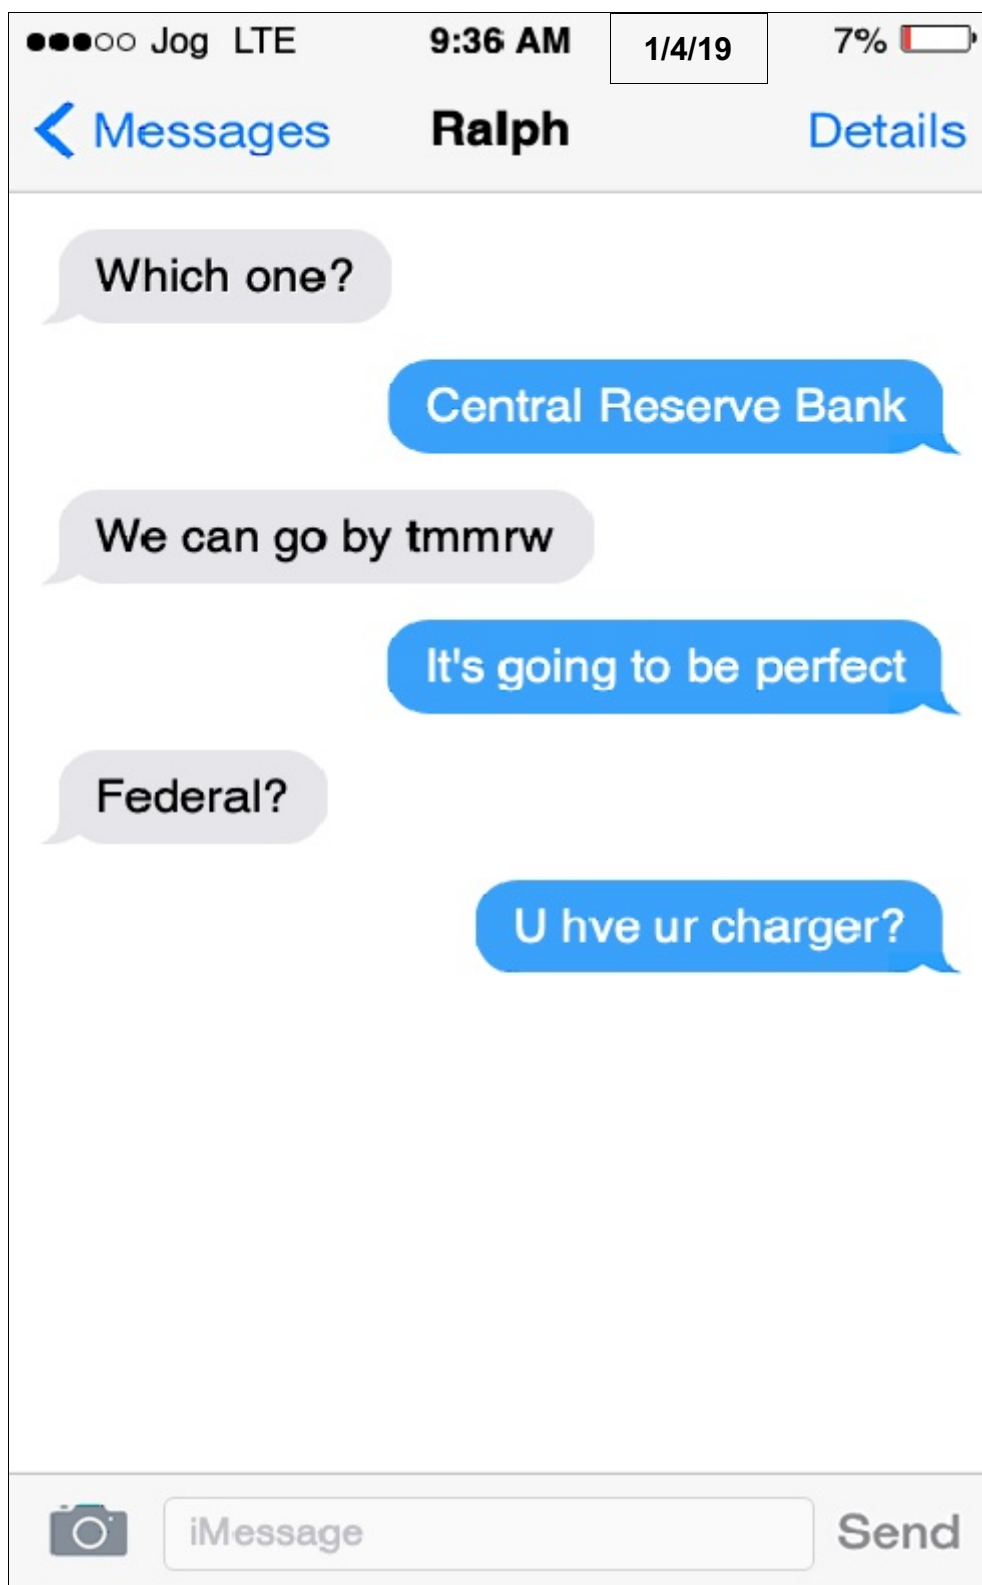 Jog LTE 9:36 AM 1/4/19 7%
Messages Ralph Details
Which one?
Central Reserve Bank
We can go by tmmrw
It's going to be perfect
Federal?
U hve ur charger?
iMessage Send